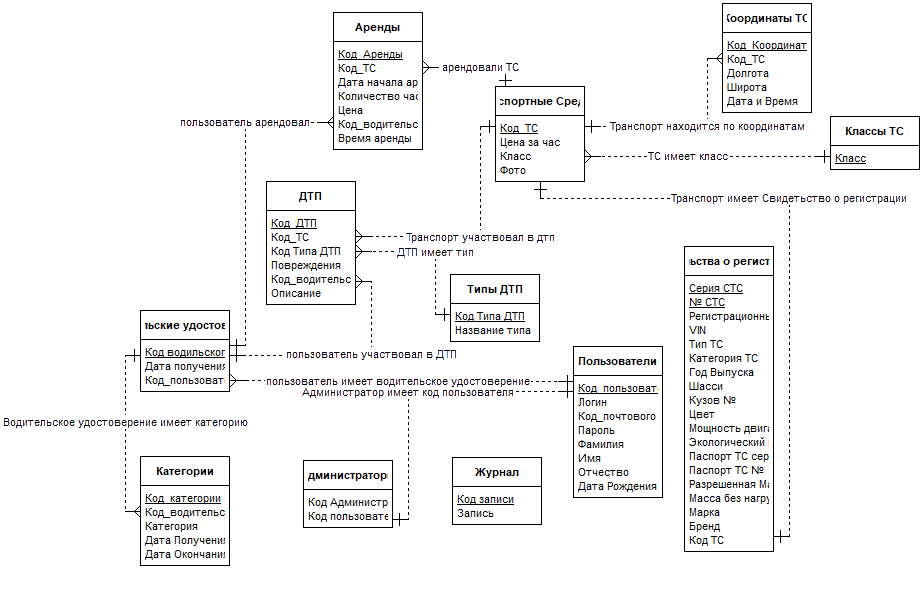 Аренды
Код_Аренды
Код_ТС
Дата начала ар
Количество час
Цена
Код_водительс
Время аренды
арендовали ТС
Координаты ТС
Код_Координат
Код_ТС
Долгота
Широта
Дата и Время
спортные Сред
Код_ТС
Цена за час
Класс
Фото
пользователь арендовал
Транспорт находится по координатам
Классы ТС
Класс
ТС имеет класс
Транспорт имеет Свидетельство о регистрации
ДТП
Код_ДТП
Код_ТС
Код Типа ДТП
Повреждения
Код_водительс
Описание
Транспорт участвовал в дтп
ДТП имеет тип
Типы ДТП
Код Типа ДТП
Название типа
ьства о регист
Серия СТС
№ СТС
Регистрационнь
VIN
Тип ТС
Категория ТС
Год Выпуска
Шасси
Кузов №
Цвет
Мощность двига
Экологический
Паспорт ТС сер
Паспорт ТС №
Разрешенная Ма
Масса без нагру
Марка
Бренд
Код ТС
льские удостов
Код водильског
Дата получения
Код_пользоват
пользователь участвовал в ДТП
пользователь имеет водительское удостоверение
Администратор имеет код пользователя
Пользователи
Код_пользоват
Логин
Код_почтового
Пароль
Фамилия
Имя
Отчество
Дата Рождения
Водительское удостоверение имеет категорию
Категории
Код_категории
Код_водительс
Категория
Дата Получени
Дата Окончани
дминистратор
Код Администр
Код пользовате
Журнал
Код записи
Запись